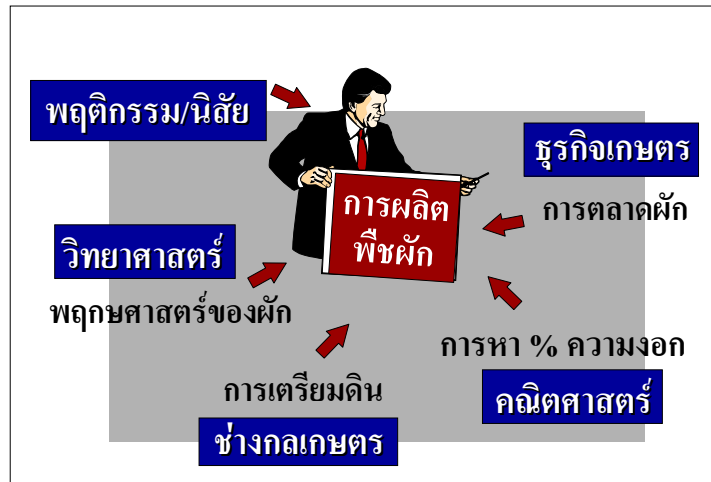 พฤติกรรม/นิสัย
ธุรกิจเกษตร
การตลาดผัก
การผลิต
พืชผัก
วิทยาศาสตร์
พฤกษศาสตร์ของผัก
การหา % ความงอก
คณิตศาสตร์
การเตรียมดิน
ช่างกลเกษตร